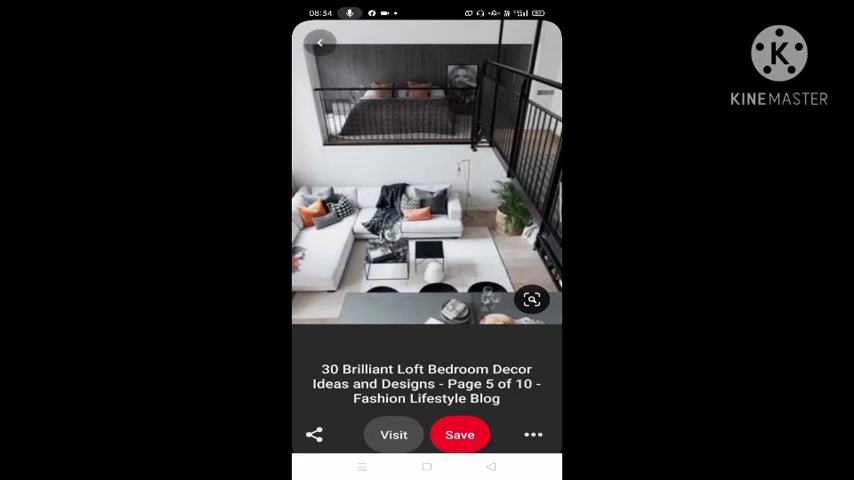 08:34
K
KINEMASTER
30 Brilliant Loft Bedroom Decor
Ideas and Designs - Page 5 of 10 -
Fashion Lifestyle Blog
Visit
Save